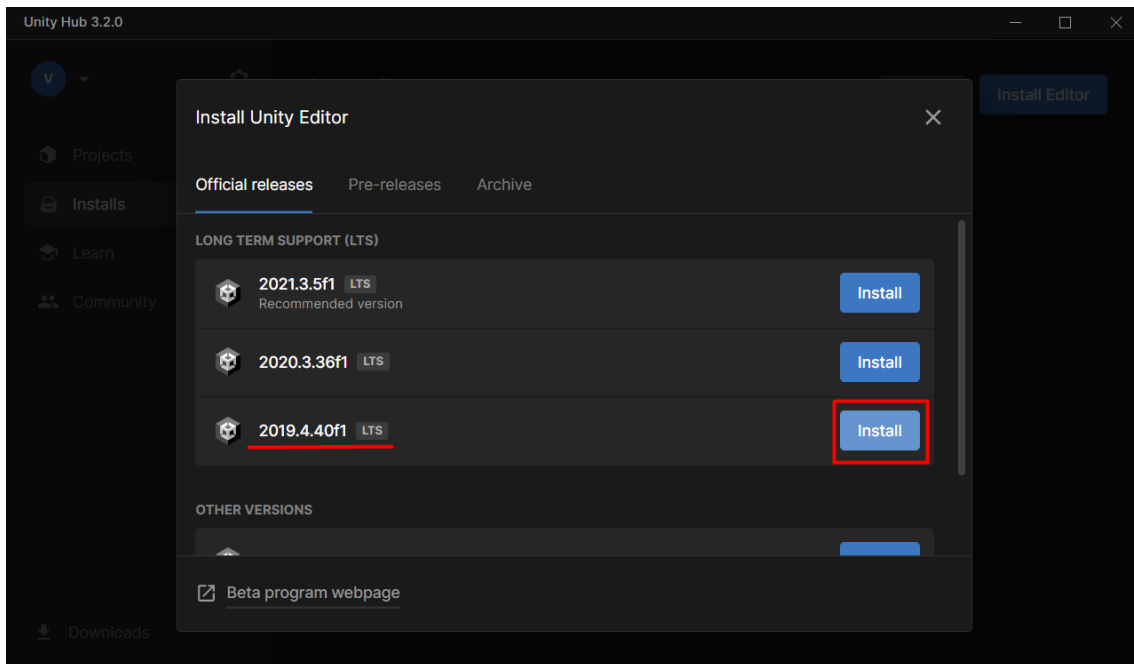 Unity Hub 3.2.0
V
Install Editor
Projects
Installs
Learn
Community
Downloads
Install Unity Editor
Official releases Pre-releases Archive
LONG TERM SUPPORT (LTS)
2021.3.5f1 LTS
Recommended version
Install
2020.3.36f1 LTS
Install
2019.4.40f1 LTS
Install
OTHER VERSIONS
Beta program webpage